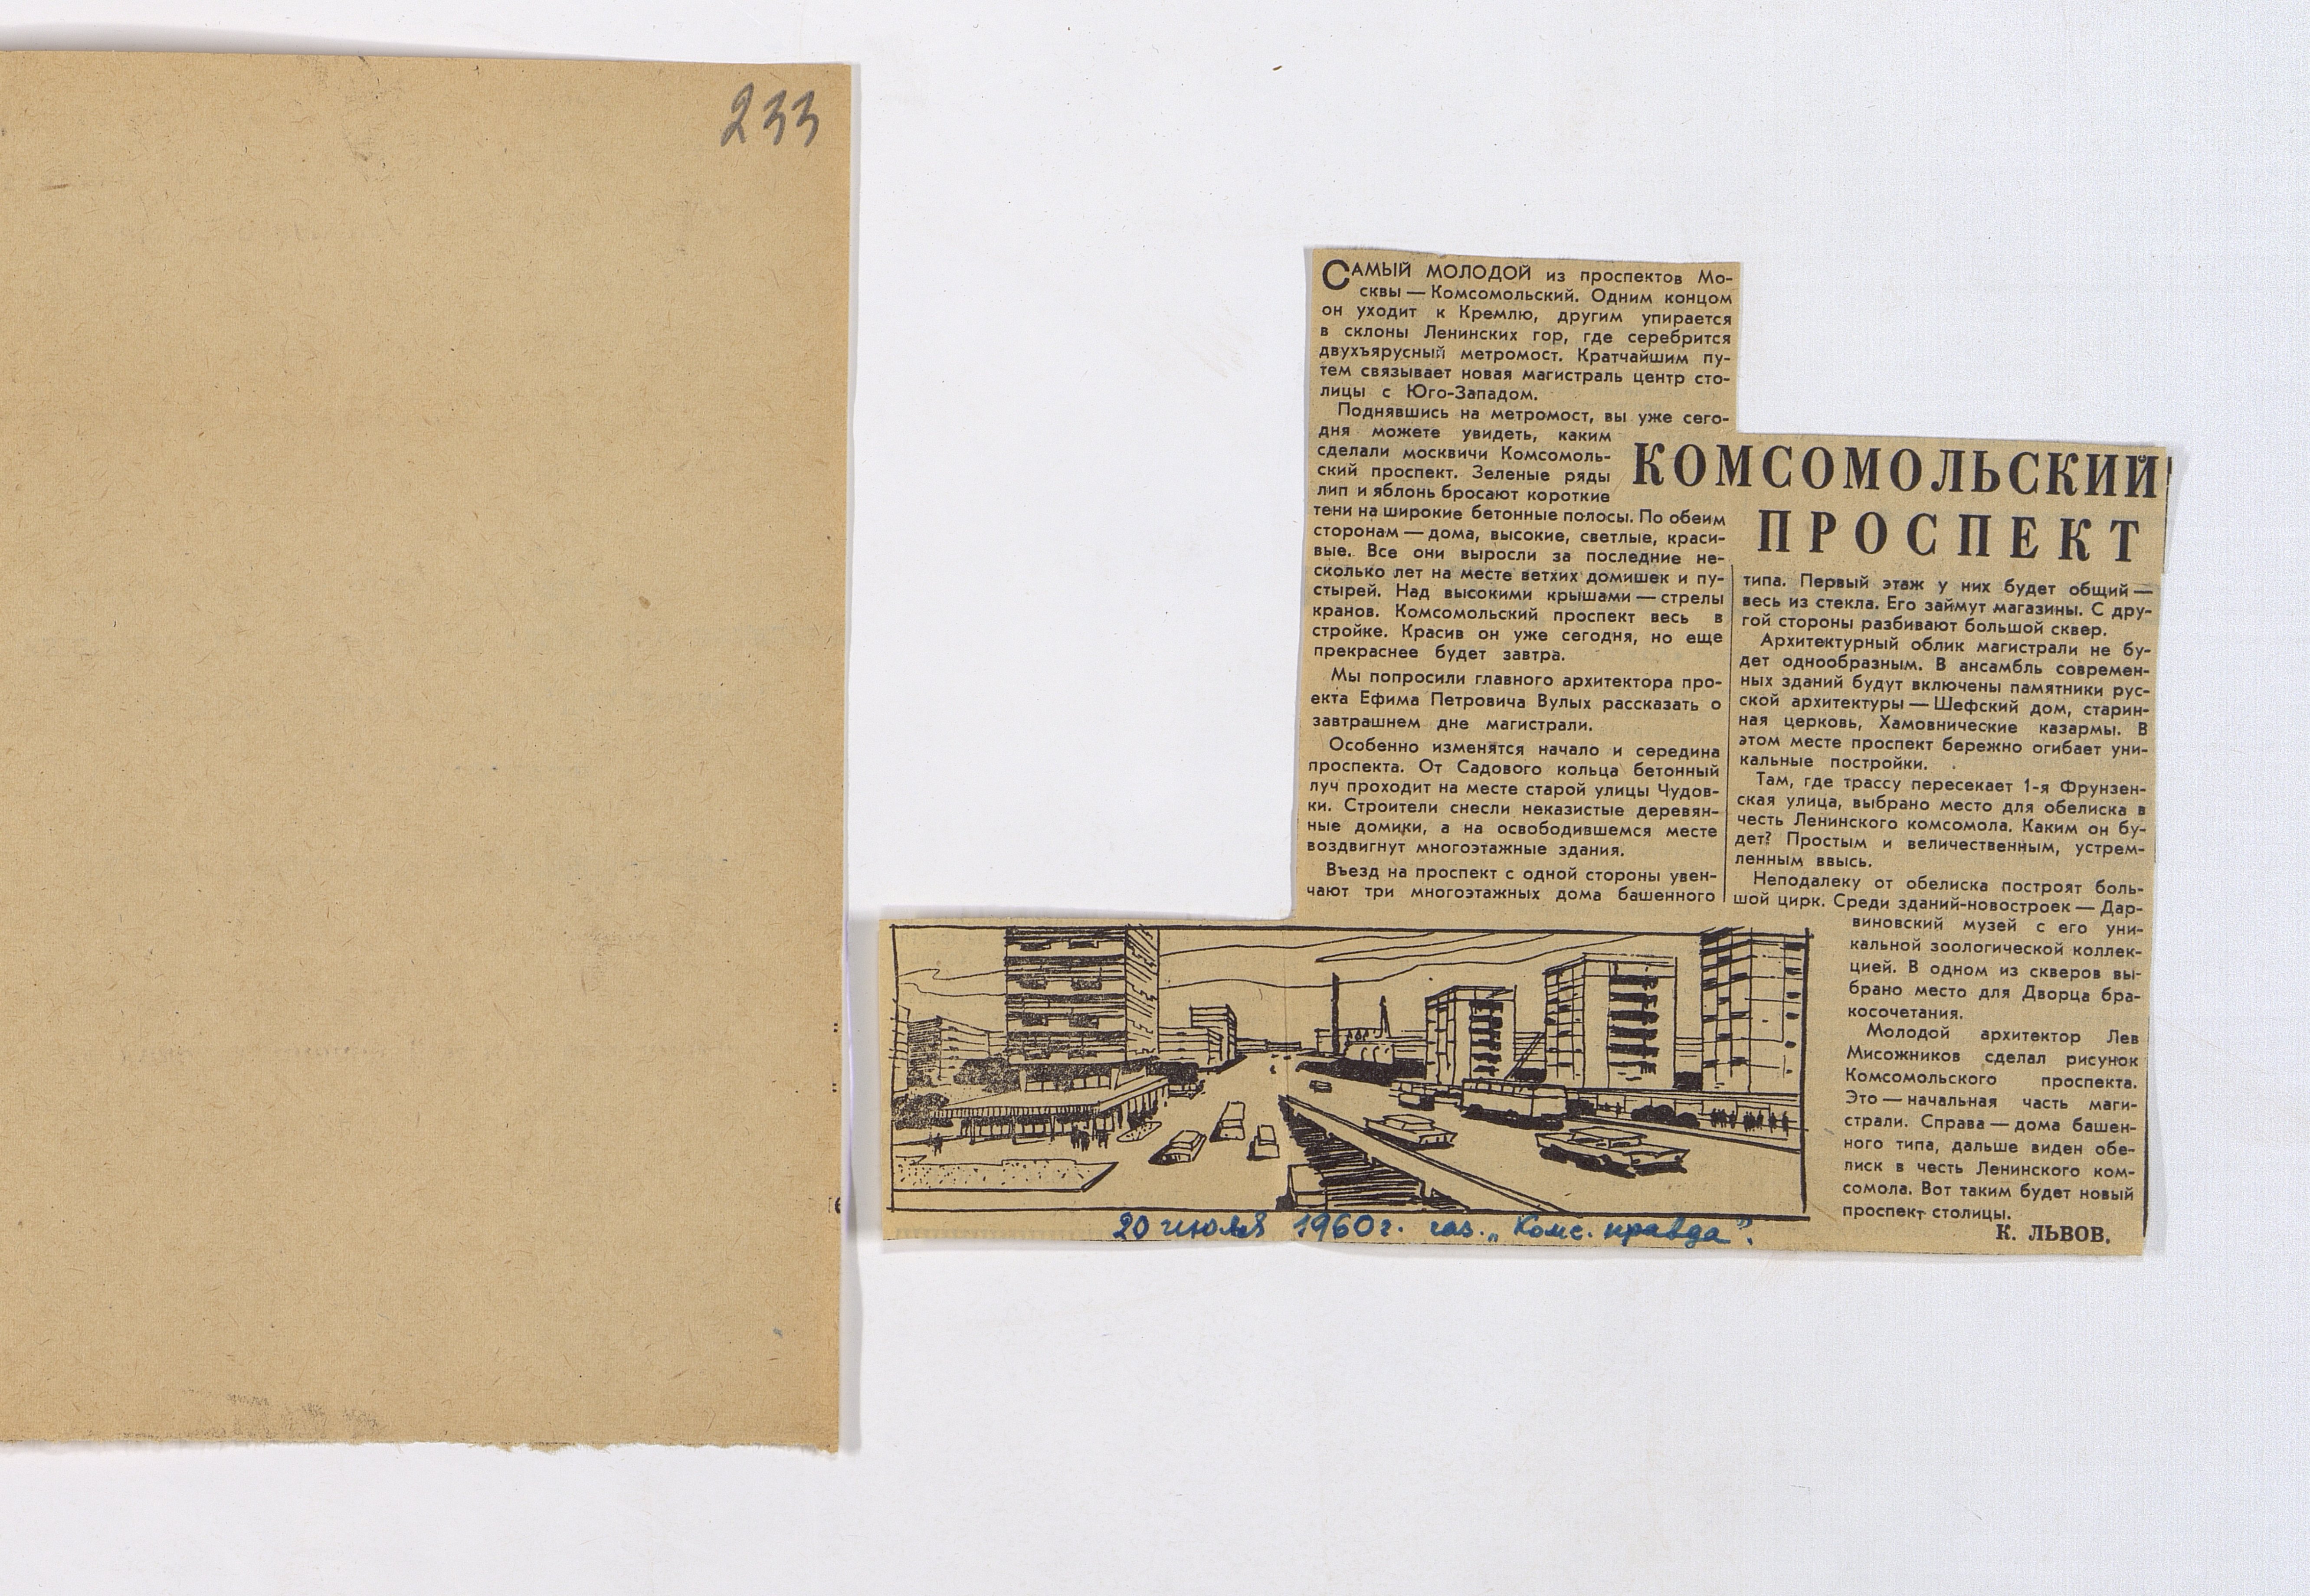 233
САМЫЙ МОЛОДОЙ из проспектов Мо-
сквы — Комсомольский. Одним концом
он уходит к Кремлю, другим упирается
в склоны Ленинских гор, где серебрится
двухъярусный метромост. Кратчайшим пу-
тем связывает новая магистраль центр сто-
лицы с Юго-Западом.
Поднявшись на метромост, вы уже сего-
дня можете увидеть, каким
сделали москвичи Комсомоль-
ский проспект. Зеленые ряды
лип и яблонь бросают короткие
тени на широкие бетонные полосы. По обеим
сторонам — дома, высокие, светлые, краси-
вые. Все они выросли за последние не-
сколько лет на месте ветхих домишек и пу-
стырей. Над высокими крышами — стрелы
кранов. Комсомольский проспект весь в
стройке. Красив он уже сегодня, но еще
прекраснее будет завтра.
Мы попросили главного архитектора про-
екта Ефима Петровича Вулых рассказать о
завтрашнем дне магистрали.
Особенно изменятся начало и середина
проспекта. От Садового кольца бетонный
луч проходит на месте старой улицы Чудов-
ки. Строители снесли неказистые деревян-
ные домики, а на освободившемся месте
воздвигнут многоэтажные здания.
Въезд на проспект с одной стороны увен-
чают три многоэтажных дома башенного
КОМСОМОЛЬСКИЙ
ПРОСПЕКТ
типа. Первый этаж у них будет общий —
весь из стекла. Его займут магазины. С дру-
гой стороны разбивают большой сквер.
Архитектурный облик магистрали не бу-
дет однообразным. В ансамбль современ-
ных зданий будут включены памятники рус-
ской архитектуры — Шефский дом, старин-
ная церковь, Хамовнические казармы. В
этом месте проспект бережно огибает уни-
кальные постройки.
Там, где трассу пересекает 1-я Фрунзен-
ская улица, выбрано место для обелиска в
честь Ленинского комсомола. Каким он бу-
дет? Простым и величественным, устрем-
ленным ввысь.
Неподалеку от обелиска построят боль-
шой цирк. Среди зданий-новостроек — Дар-
виновский музей с его уни-
кальной зоологической коллек-
цией. В одном из скверов вы-
брано место для Дворца бра-
косочетания.
Молодой архитектор Лев
Мисожников сделал рисунок
Комсомольского проспекта.
Это — начальная часть маги-
страли. Справа — дома башен-
ного типа, дальше виден обе-
лиск в честь Ленинского ком-
сомола. Вот таким будет новый
проспект столицы.
К. ЛЬВОВ.
20 июля 1960г. газ. „Комс. правда".